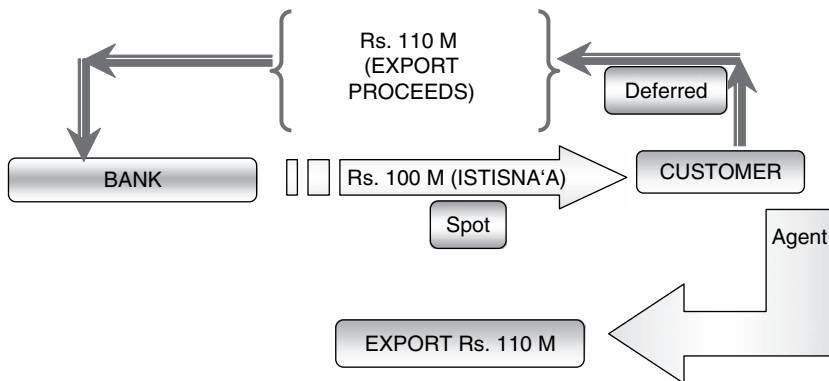 Rs. 110 M
(EXPORT
PROCEEDS)
Deferred
BANK
Rs. 100 M (ISTISNA‘A)
CUSTOMER
Spot
Agent
EXPORT Rs. 110 M